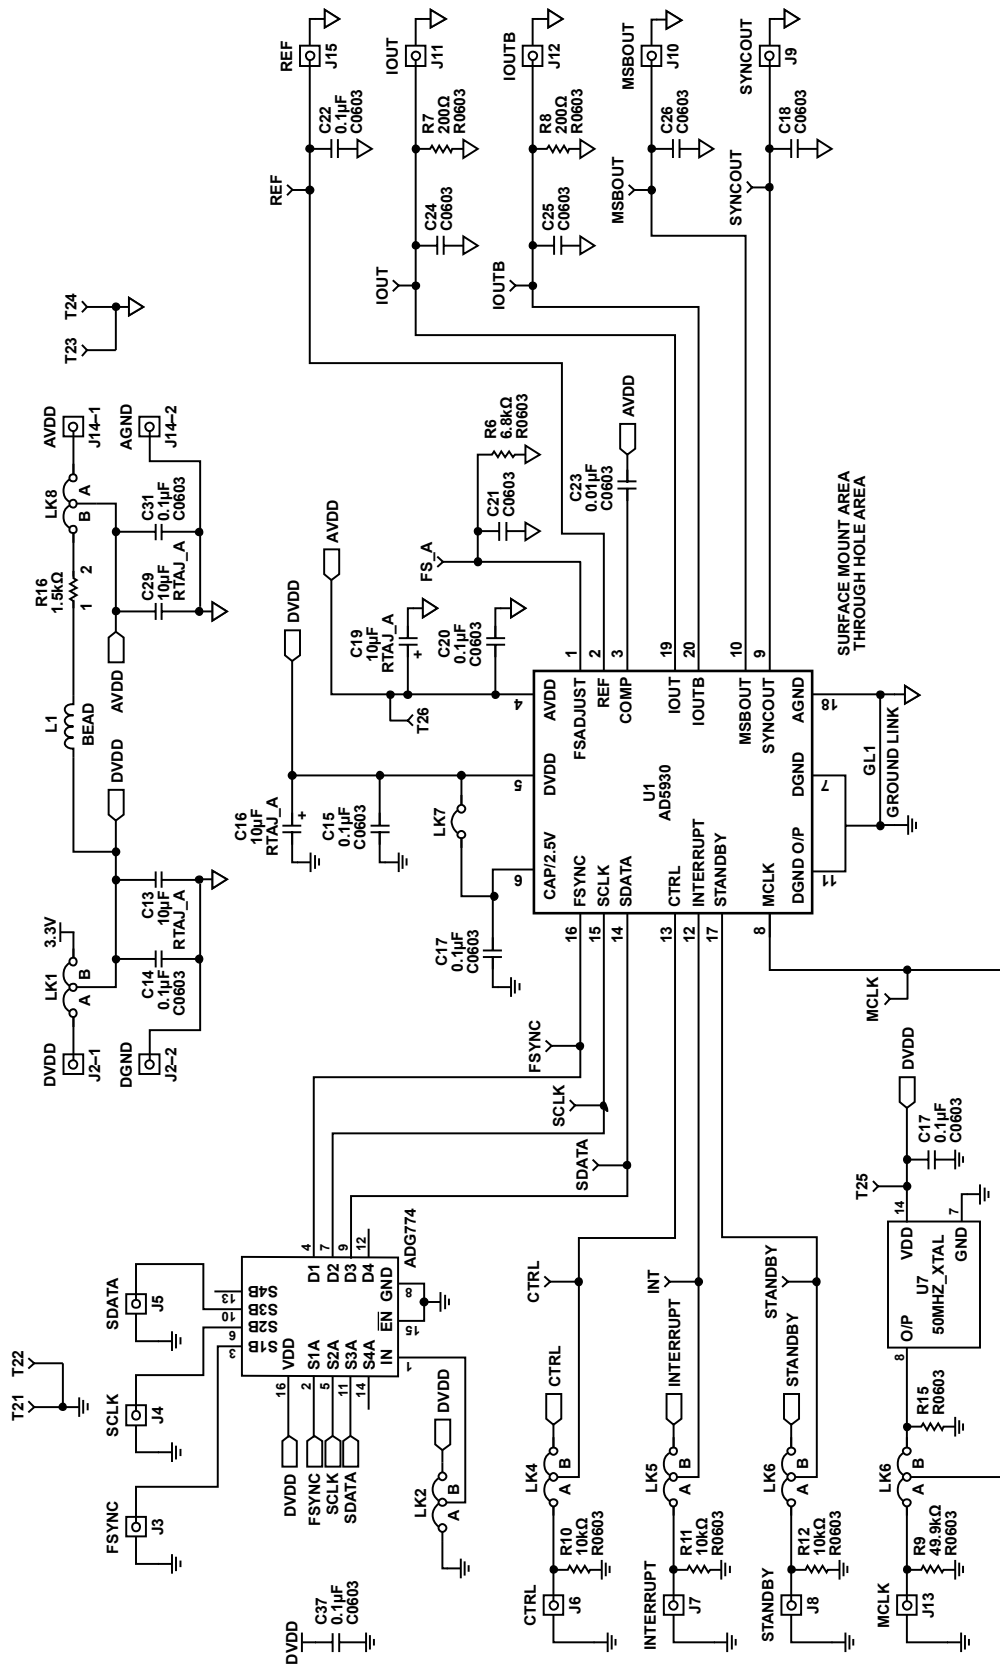 DVDD
J2–1
LK1
A
B
3.3V
DGND
J2–2
C14
0.1µF
C0603
C13
10µF
RTAJ_A
DVDD
L1
BEAD
AVDD
R16
1.5kΩ
1
2
C29
10µF
RTAJ_A
C31
0.1µF
C0603
LK8
B
A
AVDD
J14–1
AGND
J14–2
T23
T24
T21
T22
FSYNC
J3
SCLK
J4
SDATA
J5
DVDD
C37
0.1µF
C0603
DVDD
FSYNC
SCLK
SDATA
16
2
5
11
14
VDD
S1A
S2A
S3A
S4A
IN
1
3
6
10
13
S1B
S2B
S3B
S4B
4
7
9
12
D1
D2
D3
D4
EN
GND
15
8
ADG774
LK2
A
B
DVDD
FSYNC
SCLK
SDATA
C17
0.1µF
C0603
LK7
C16
10µF
RTAJ_A
+
C15
0.1µF
C0603
DVDD
AVDD
T26
C19
10µF
RTAJ_A
+
C20
0.1µF
C0603
FS_A
C21
C0603
R6
6.8kΩ
R0603
C23
0.01µF
C0603
AVDD
6
5
4
CAP/2.5V
DVDD
AVDD
16
15
14
13
12
17
8
FSYNC
SCLK
SDATA
CTRL
INTERRUPT
STANDBY
MCLK
U1
AD5930
FSADJUST
REF
COMP
IOUT
IOUTB
MSBOUT
SYNCOUT
1
2
3
19
20
10
9
DGND O/P
DGND
AGND
11
7
18
GL1
GROUND LINK
SURFACE MOUNT AREA
THROUGH HOLE AREA
REF
C22
0.1µF
C0603
REF
J15
IOUT
C24
C0603
R7
200Ω
R0603
IOUT
J11
IOUTB
C25
C0603
R8
200Ω
R0603
IOUTB
J12
MSBOUT
C26
C0603
MSBOUT
J10
SYNCOUT
C18
C0603
SYNCOUT
J9
CTRL
J6
R10
10kΩ
R0603
LK4
A
B
CTRL
CTRL
INTERRUPT
J7
R11
10kΩ
R0603
LK5
A
B
INTERRUPT
INT
STANDBY
J8
R12
10kΩ
R0603
LK6
A
B
STANDBY
STANDBY
MCLK
J13
R9
49.9kΩ
R0603
LK6
A
B
R15
R0603
8
O/P
VDD
U7
50MHZ_XTAL
GND
14
7
T25
C17
0.1µF
C0603
DVDD
MCLK